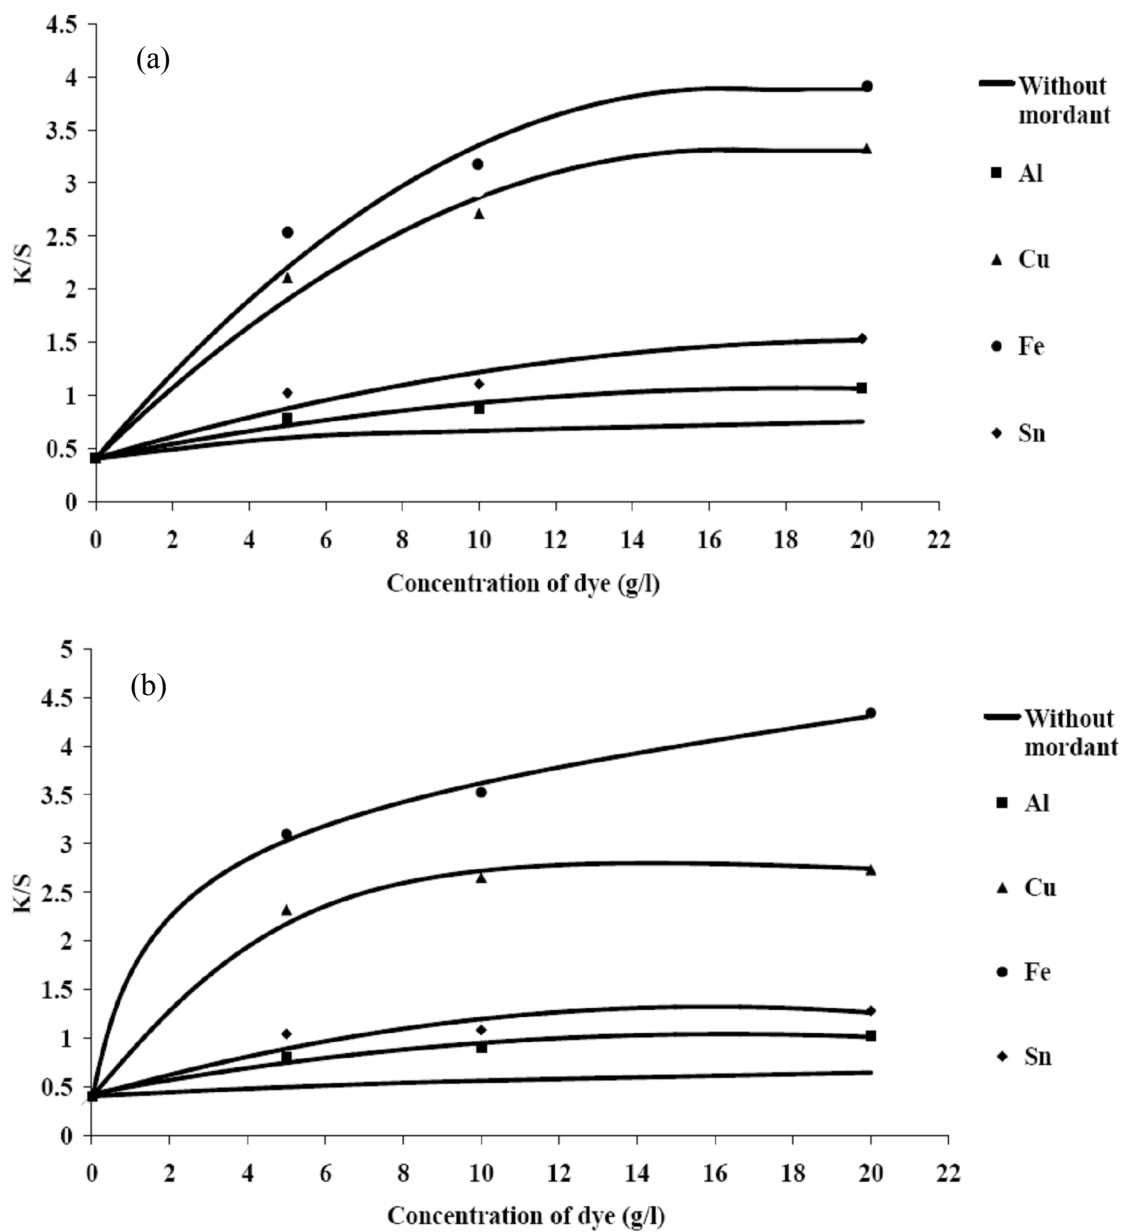 (a)
K/S
4.5
4
3.5
3
2.5
2
1.5
1
0.5
0
0 2 4 6 8 10 12 14 16 18 20 22
Concentration of dye (g/l)
Without
mordant
Al
Cu
Fe
Sn
(b)
K/S
5
4.5
4
3.5
3
2.5
2
1.5
1
0.5
0
0 2 4 6 8 10 12 14 16 18 20 22
Concentration of dye (g/l)
Without
mordant
Al
Cu
Fe
Sn